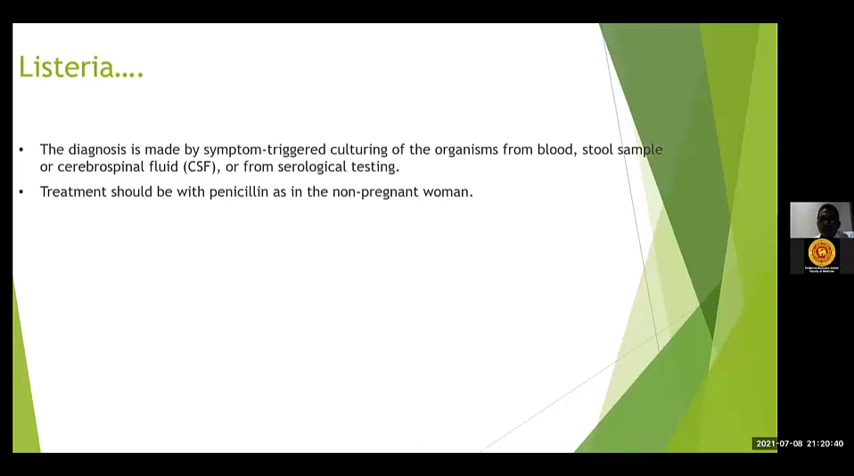 Listeria....
• The diagnosis is made by symptom-triggered culturing of the organisms from blood, stool sample
or cerebrospinal fluid (CSF), or from serological testing.
• Treatment should be with penicillin as in the non-pregnant woman.
2021-07-08 21:20:40